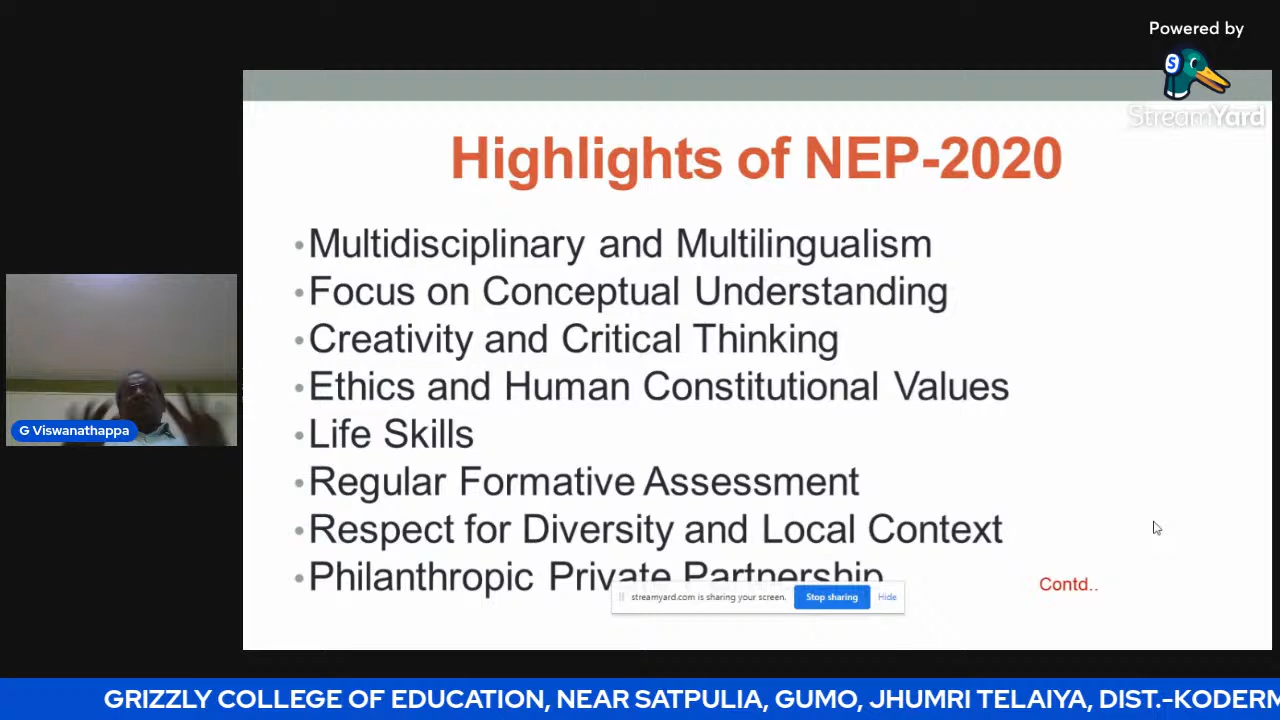 Powered by
S
StreamYard
Highlights of NEP-2020
•Multidisciplinary and Multilingualism
•Focus on Conceptual Understanding
•Creativity and Critical Thinking
•Ethics and Human Constitutional Values
•Life Skills
•Regular Formative Assessment
•Respect for Diversity and Local Context
•Philanthropic Private Partnership
Contd..
streamyard.com is sharing your screen.
Stop sharing
Hide
G Viswanathappa
GRIZZLY COLLEGE OF EDUCATION, NEAR SATPULIA, GUMO, JHUMRI TELAIYA, DIST.-KODERM